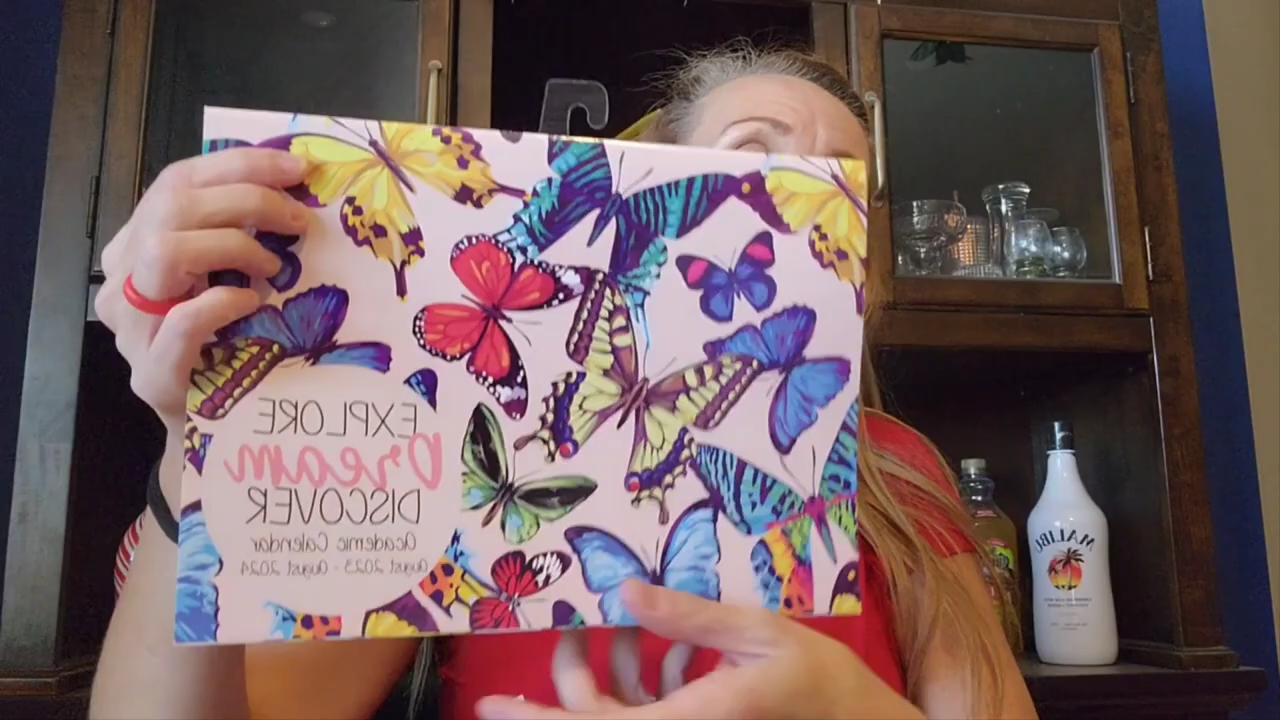 EXPLORE
Dream
DISCOVER
Academic Calendar
August 2023 - August 2024
MALIBU